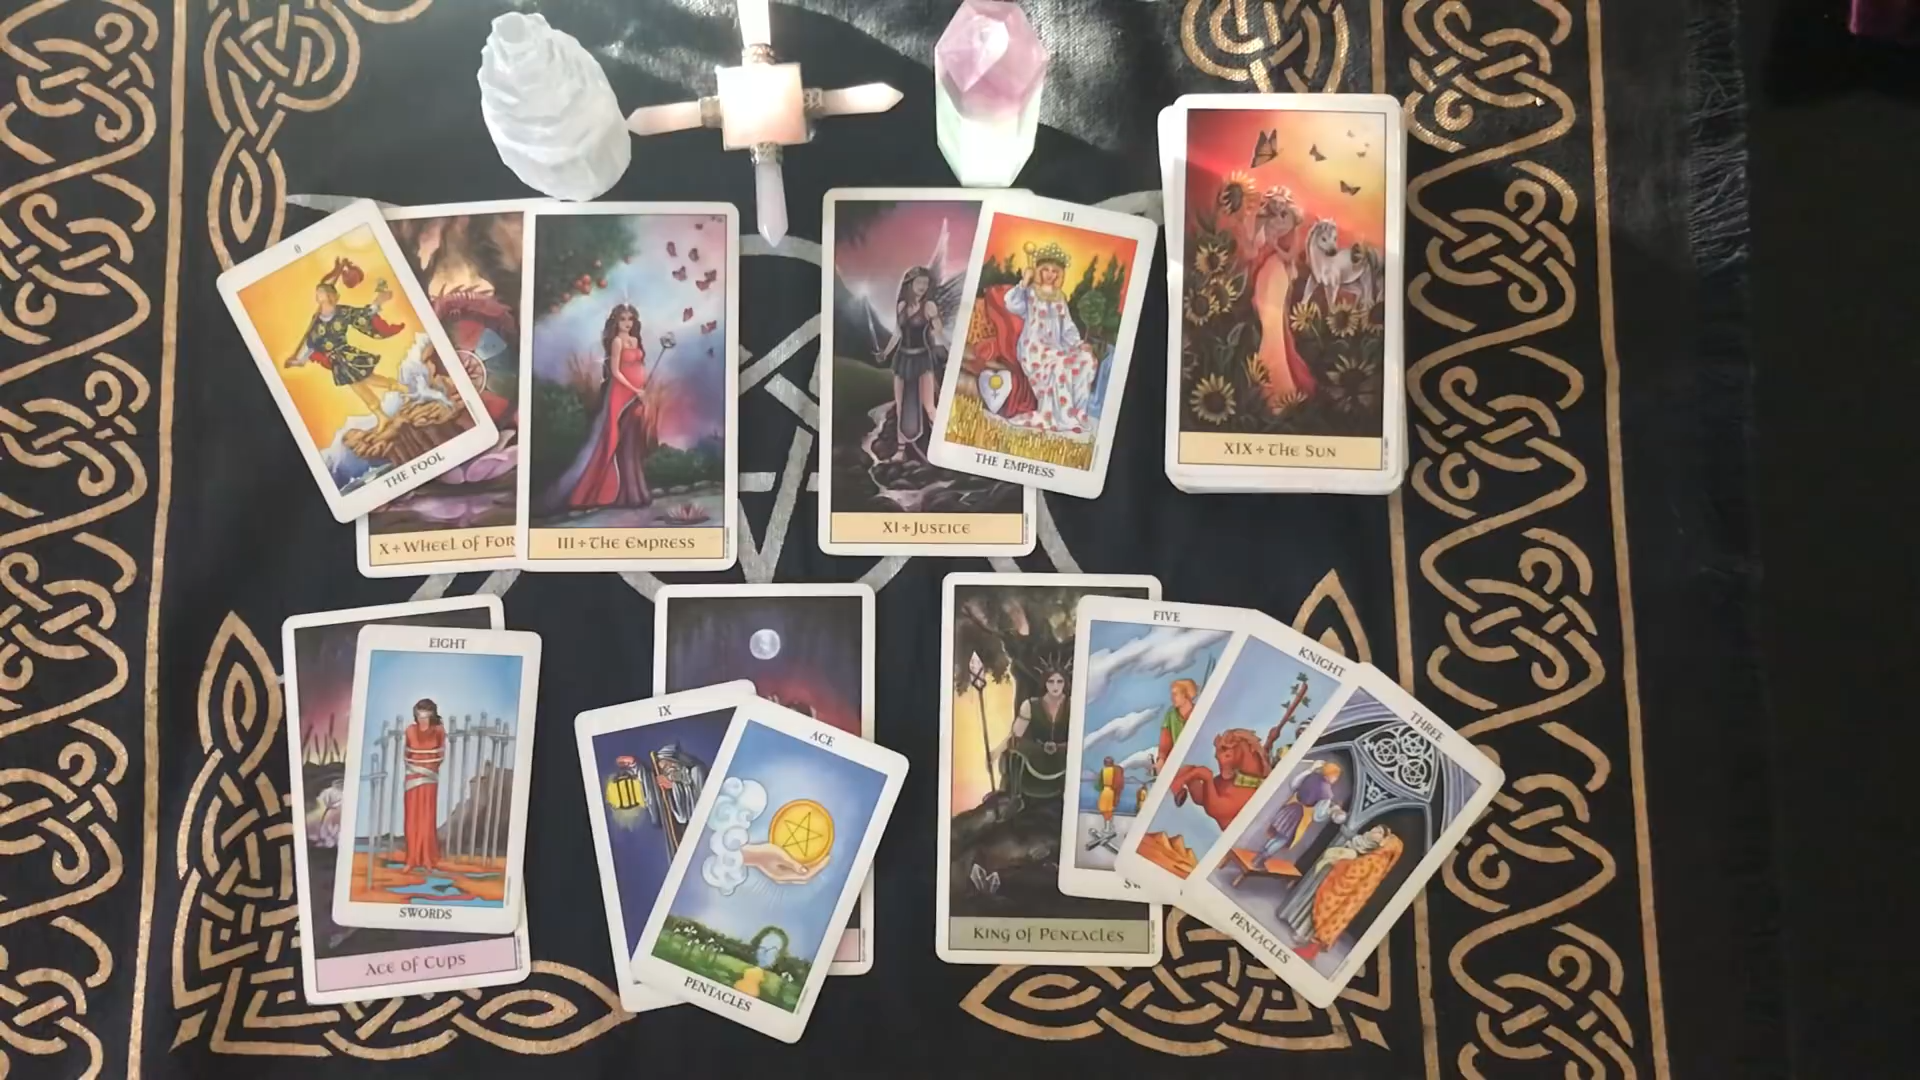 0
THE FOOL
X+WHEEL OF FOR
III+THE EMPRESS
XI+JUSTICE
III
THE EMPRESS
XIX+THE SUN
EIGHT
SWORDS
ACE OF CUPS
IX
ACE
PENTACLES
KING OF PENTACLES
FIVE
SW
KNIGHT
THREE
PENTACLES